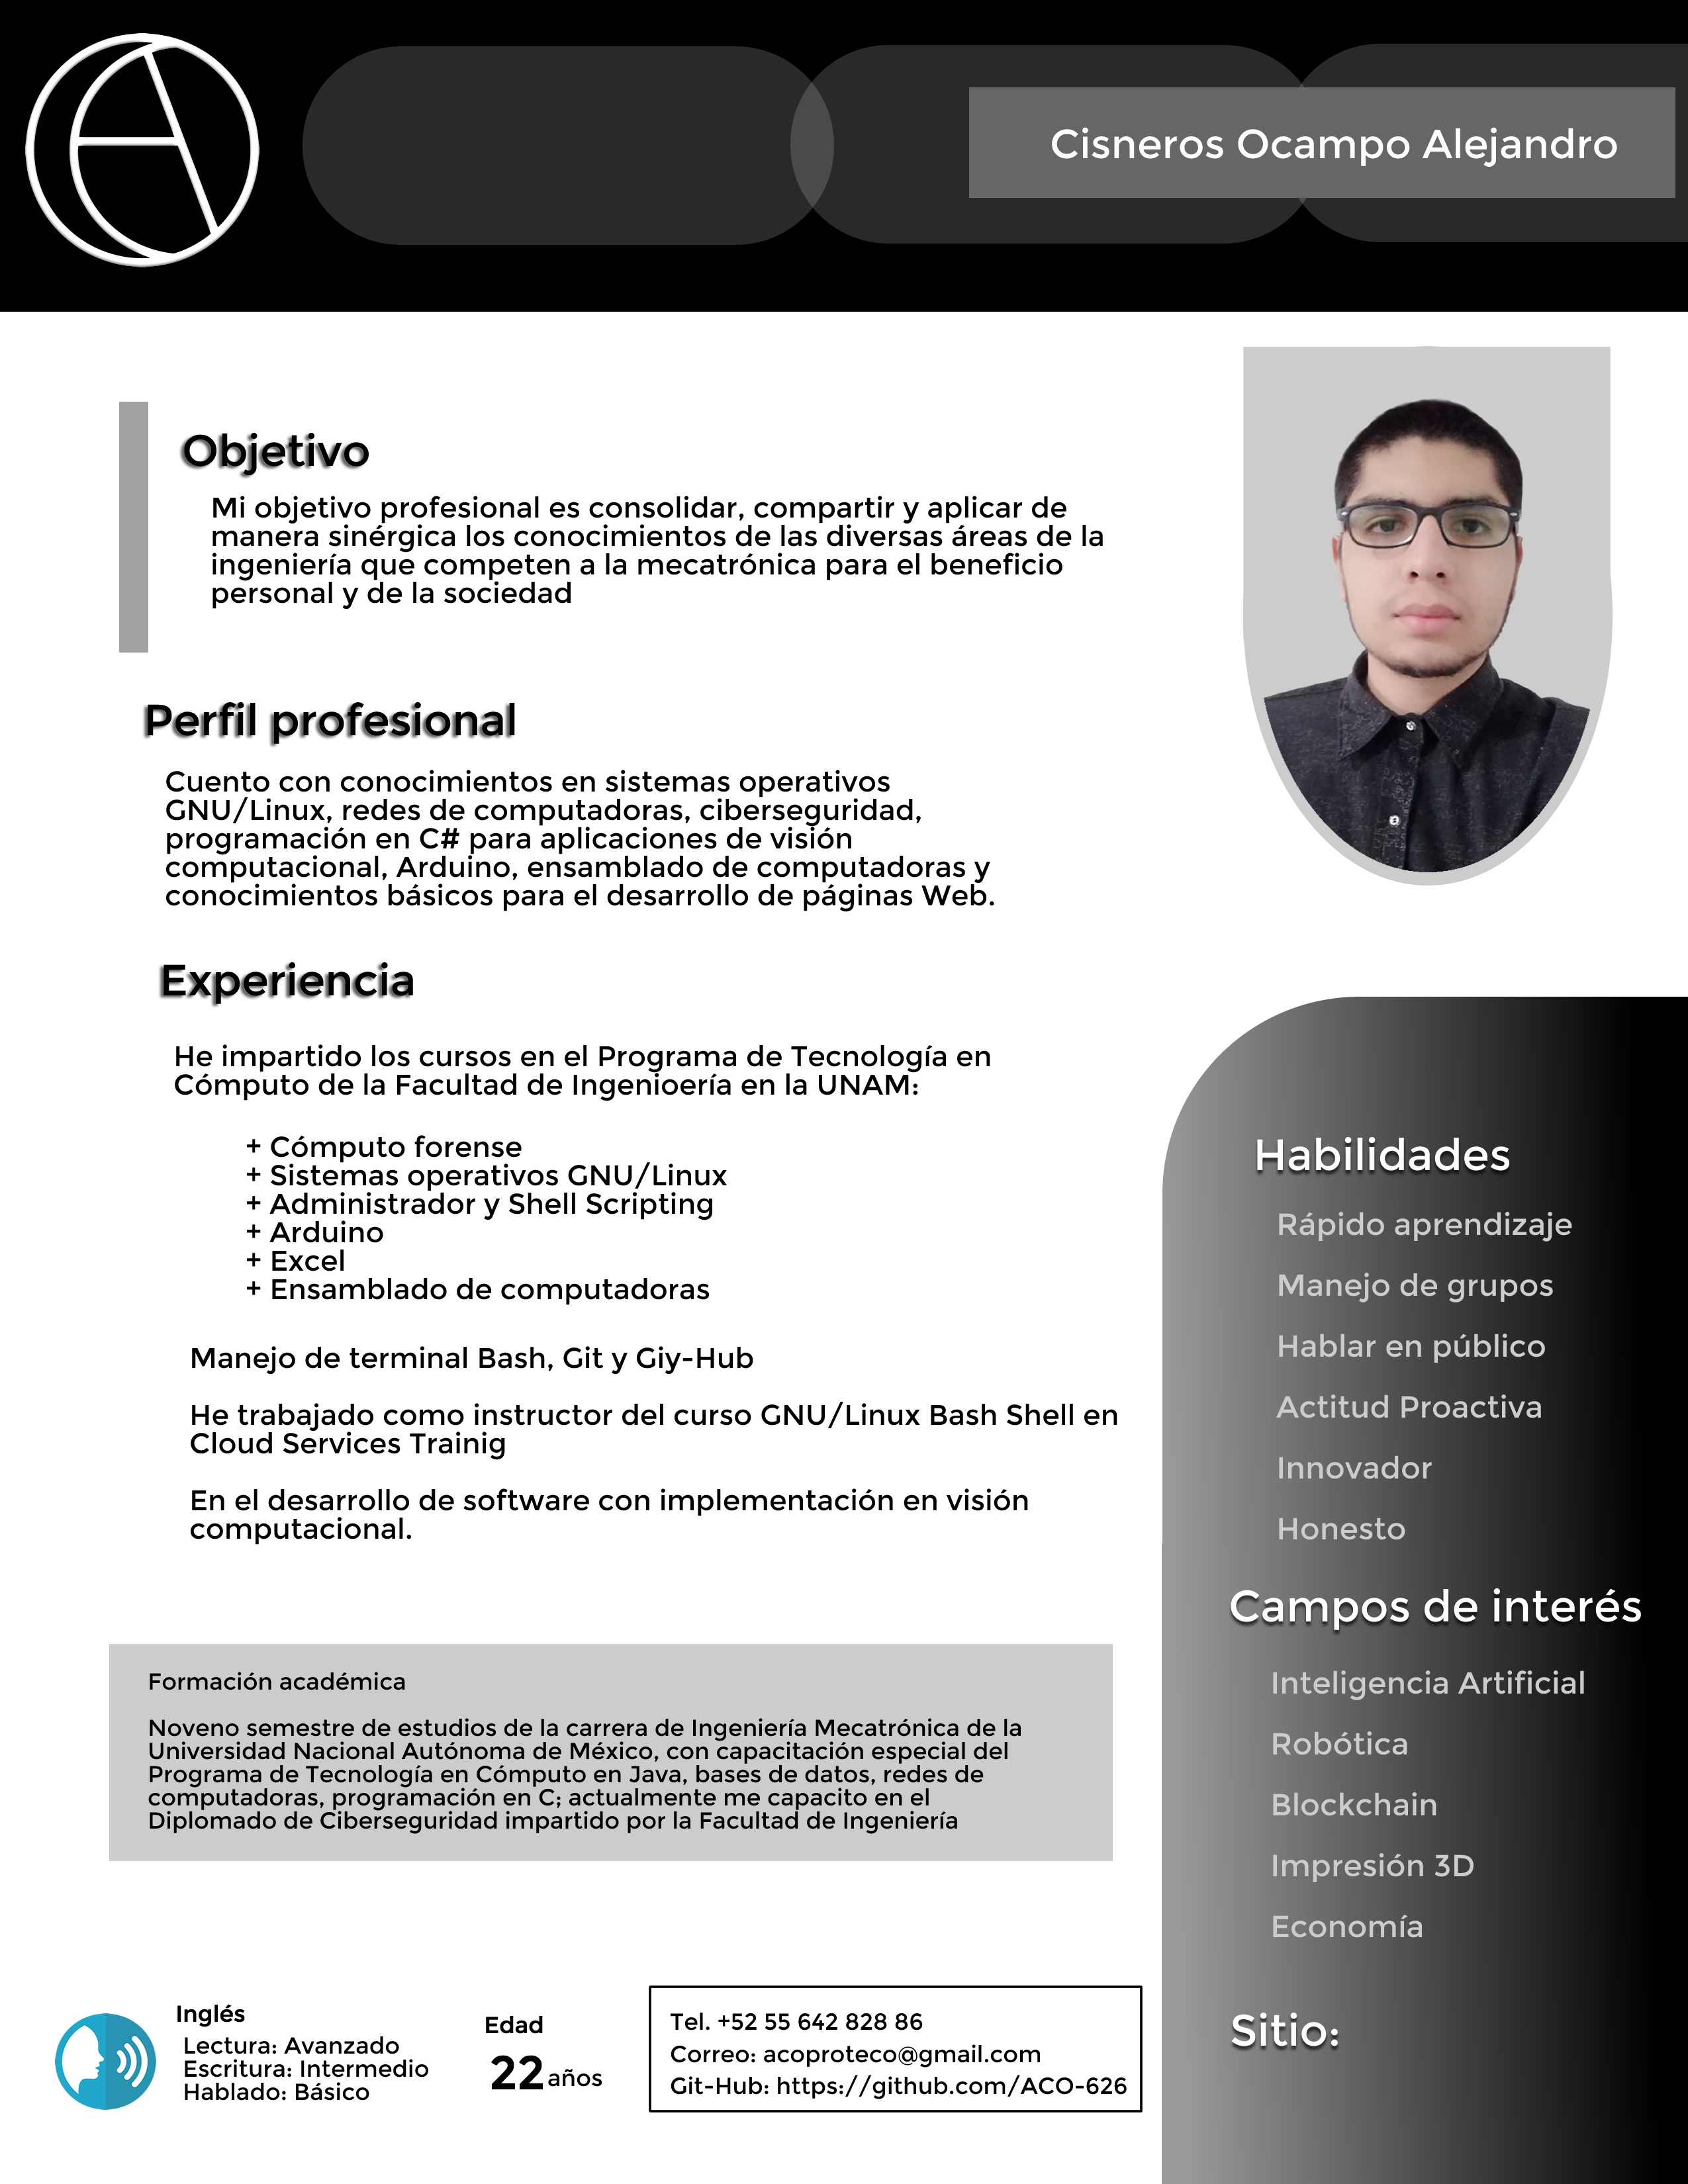 Cisneros Ocampo Alejandro
Objetivo
Mi objetivo profesional es consolidar, compartir y aplicar de
manera sinérgica los conocimientos de las diversas áreas de la
ingeniería que competen a la mecatrónica para el beneficio
personal y de la sociedad
Perfil profesional
Cuento con conocimientos en sistemas operativos
GNU/Linux, redes de computadoras, ciberseguridad,
programación en C# para aplicaciones de visión
computacional, Arduino, ensamblado de computadoras y
conocimientos básicos para el desarrollo de páginas Web.
Experiencia
He impartido los cursos en el Programa de Tecnología en
Cómputo de la Facultad de Ingenioería en la UNAM:
+ Cómputo forense
+ Sistemas operativos GNU/Linux
+ Administrador y Shell Scripting
+ Arduino
+ Excel
+ Ensamblado de computadoras
Manejo de terminal Bash, Git y Giy-Hub
He trabajado como instructor del curso GNU/Linux Bash Shell en
Cloud Services Trainig
En el desarrollo de software con implementación en visión
computacional.
Formación académica
Noveno semestre de estudios de la carrera de Ingeniería Mecatrónica de la
Universidad Nacional Autónoma de México, con capacitación especial del
Programa de Tecnología en Cómputo en Java, bases de datos, redes de
computadoras, programación en C; actualmente me capacito en el
Diplomado de Ciberseguridad impartido por la Facultad de Ingeniería
Inglés
Lectura: Avanzado
Escritura: Intermedio
Hablado: Básico
Edad
22 años
Tel. +52 55 642 828 86
Correo: acoproteco@gmail.com
Git-Hub: https://github.com/ACO-626
Habilidades
Rápido aprendizaje
Manejo de grupos
Hablar en público
Actitud Proactiva
Innovador
Honesto
Campos de interés
Inteligencia Artificial
Robótica
Blockchain
Impresión 3D
Economía
Sitio: